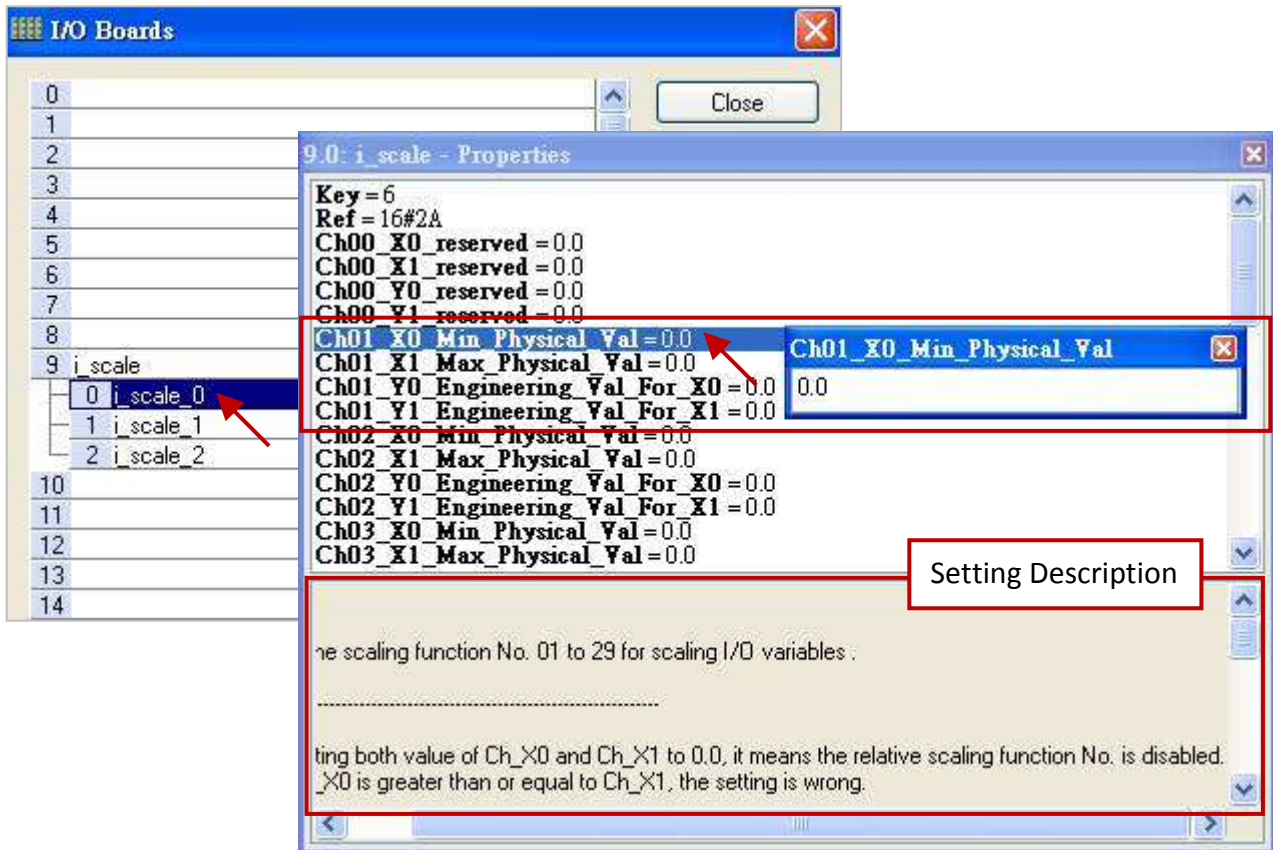 I/O Boards
0
1
2
3
4
5
6
7
8
9 i_scale
0 i_scale_0
1 i_scale_1
2 i_scale_2
10
11
12
13
14
Close
9.0: i_scale - Properties
Key = 6
Ref = 16#2A
Ch00_X0_reserved = 0.0
Ch00_X1_reserved = 0.0
Ch00_Y0_reserved = 0.0
Ch00_Y1_reserved = 0.0
Ch01_X0_Min_Physical_Val = 0.0
Ch01_X1_Max_Physical_Val = 0.0
Ch01_Y0_Engineering_Val_For_X0 = 0.0
Ch01_Y1_Engineering_Val_For_X1 = 0.0
Ch02_X0_Min_Physical_Val = 0.0
Ch02_X1_Max_Physical_Val = 0.0
Ch02_Y0_Engineering_Val_For_X0 = 0.0
Ch02_Y1_Engineering_Val_For_X1 = 0.0
Ch03_X0_Min_Physical_Val = 0.0
Ch03_X1_Max_Physical_Val = 0.0
Ch01_X0_Min_Physical_Val
0.0
Setting Description
he scaling function No. 01 to 29 for scaling I/O variables .
-------------------------------------------------------
ting both value of Ch_X0 and Ch_X1 to 0.0, it means the relative scaling function No. is disabled.
_X0 is greater than or equal to Ch_X1, the setting is wrong.